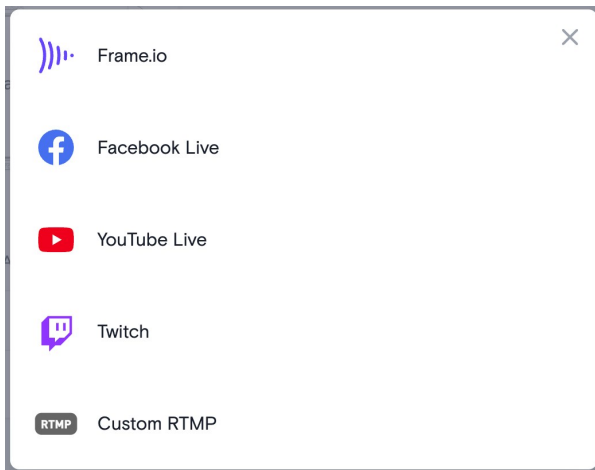 Frame.io
Facebook Live
YouTube Live
Twitch
RTMP Custom RTMP